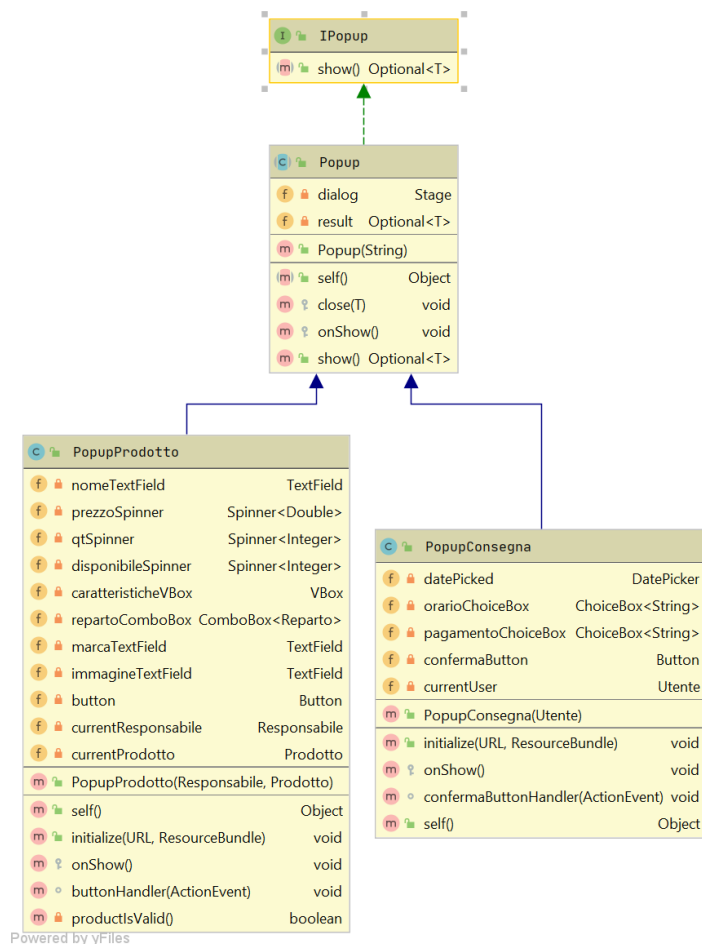 IPopup
show() Optional<T>
Popup
dialog Stage
result Optional<T>
Popup(String)
self() Object
close(T) void
onShow() void
show() Optional<T>
PopupProdotto
nomeTextField TextField
prezzoSpinner Spinner<Double>
qtSpinner Spinner<Integer>
disponibileSpinner Spinner<Integer>
caratteristicheVBox VBox
repartoComboBox ComboBox<Reparto>
marcaTextField TextField
immagineTextField TextField
button Button
currentResponsabile Responsabile
currentProdotto Prodotto
PopupProdotto(Responsabile, Prodotto)
self() Object
initialize(URL, ResourceBundle) void
onShow() void
buttonHandler(ActionEvent) void
productIsValid() boolean
PopupConsegna
datePicked DatePicker
orarioChoiceBox ChoiceBox<String>
pagamentoChoiceBox ChoiceBox<String>
confermaButton Button
currentUser Utente
PopupConsegna(Utente)
initialize(URL, ResourceBundle) void
onShow() void
confermaButtonHandler(ActionEvent) void
self() Object
Powered by yFiles